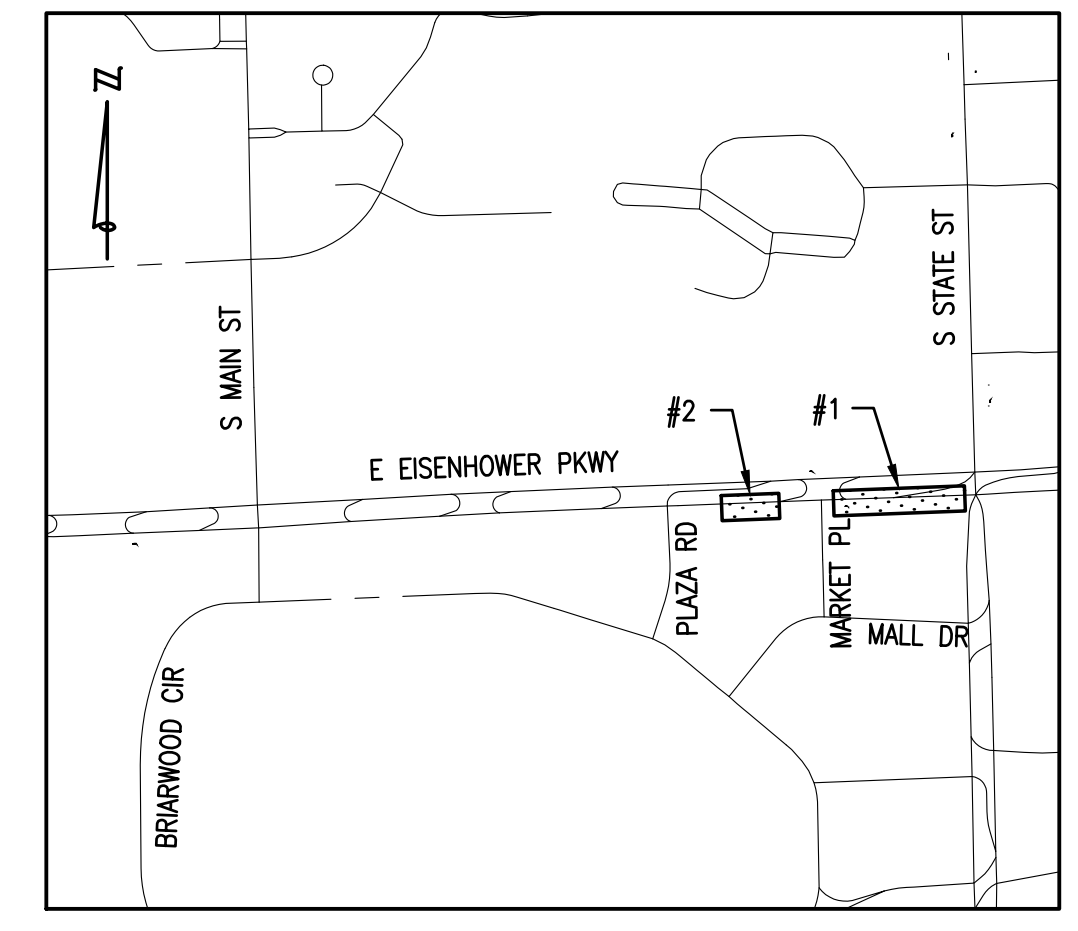 N
S STATE ST
S MAIN ST
#2
#1
E EISENHOWER PKWY
PLAZA RD
MARKET PL
MALL DR
BRIARWOOD CIR